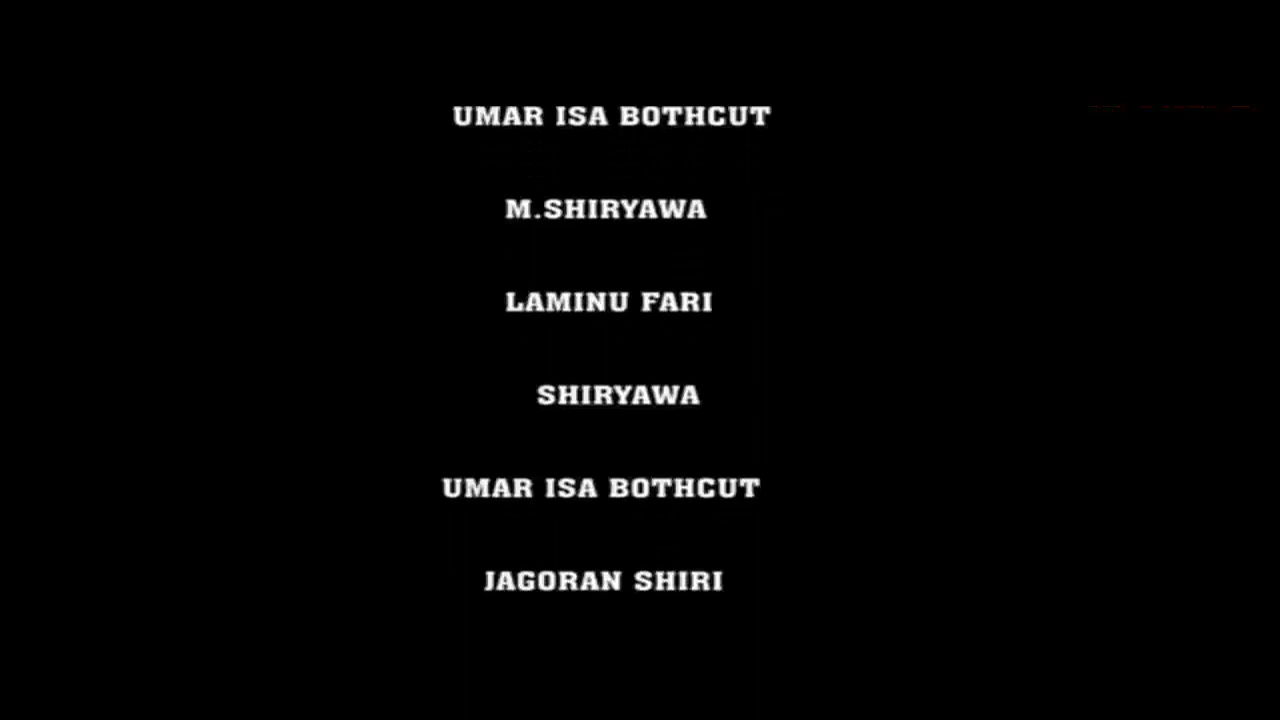 UMAR ISA BOTHCUT
M.SHIRYAWA
LAMINU FARI
SHIRYAWA
UMAR ISA BOTHCUT
JAGORAN SHIRI